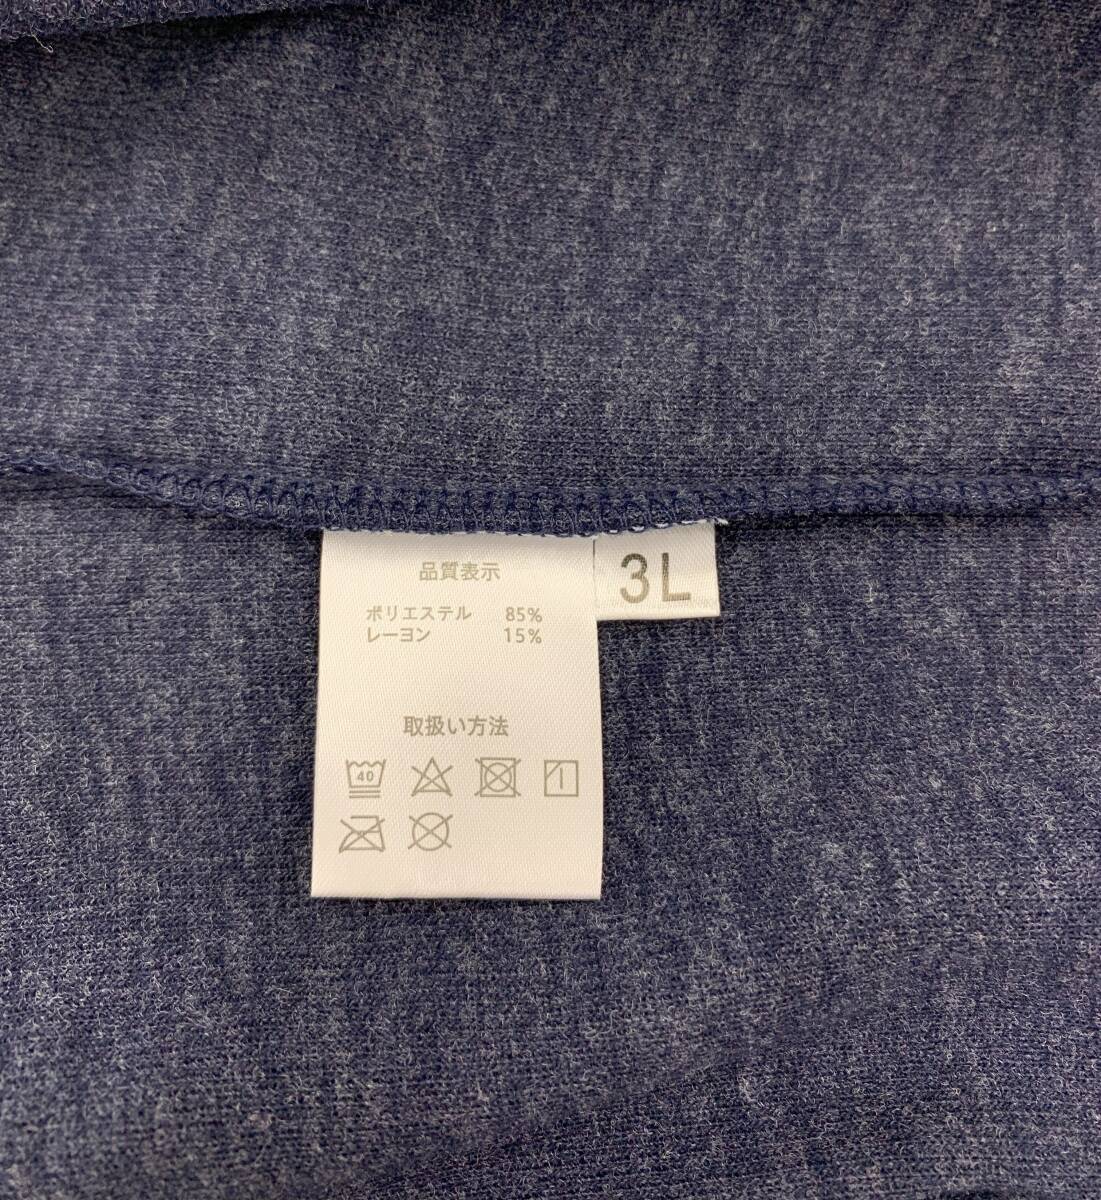 品質表示
3L
ポリエステル 85%
レーヨン 15%
取扱い方法
40